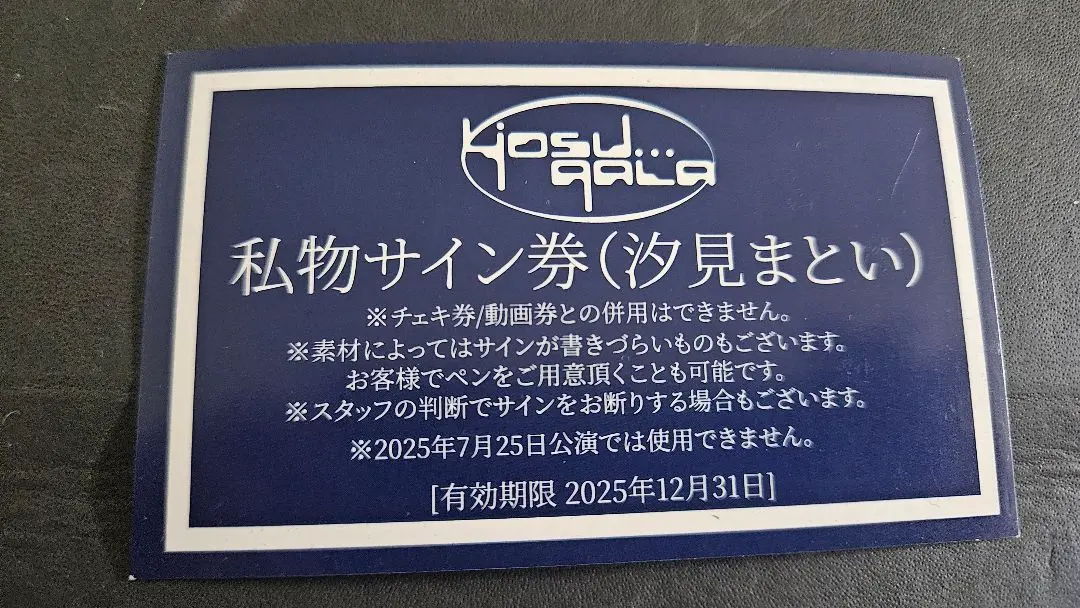 kjosu...
qala
私物サイン券(汐見まとい)
※チェキ券/動画券との併用はできません。
※素材によってはサインが書きづらいものもございます。
お客様でペンをご用意頂くことも可能です。
※スタッフの判断でサインをお断りする場合もございます。
※2025年7月25日公演では使用できません。
[有効期限 2025年12月31日]